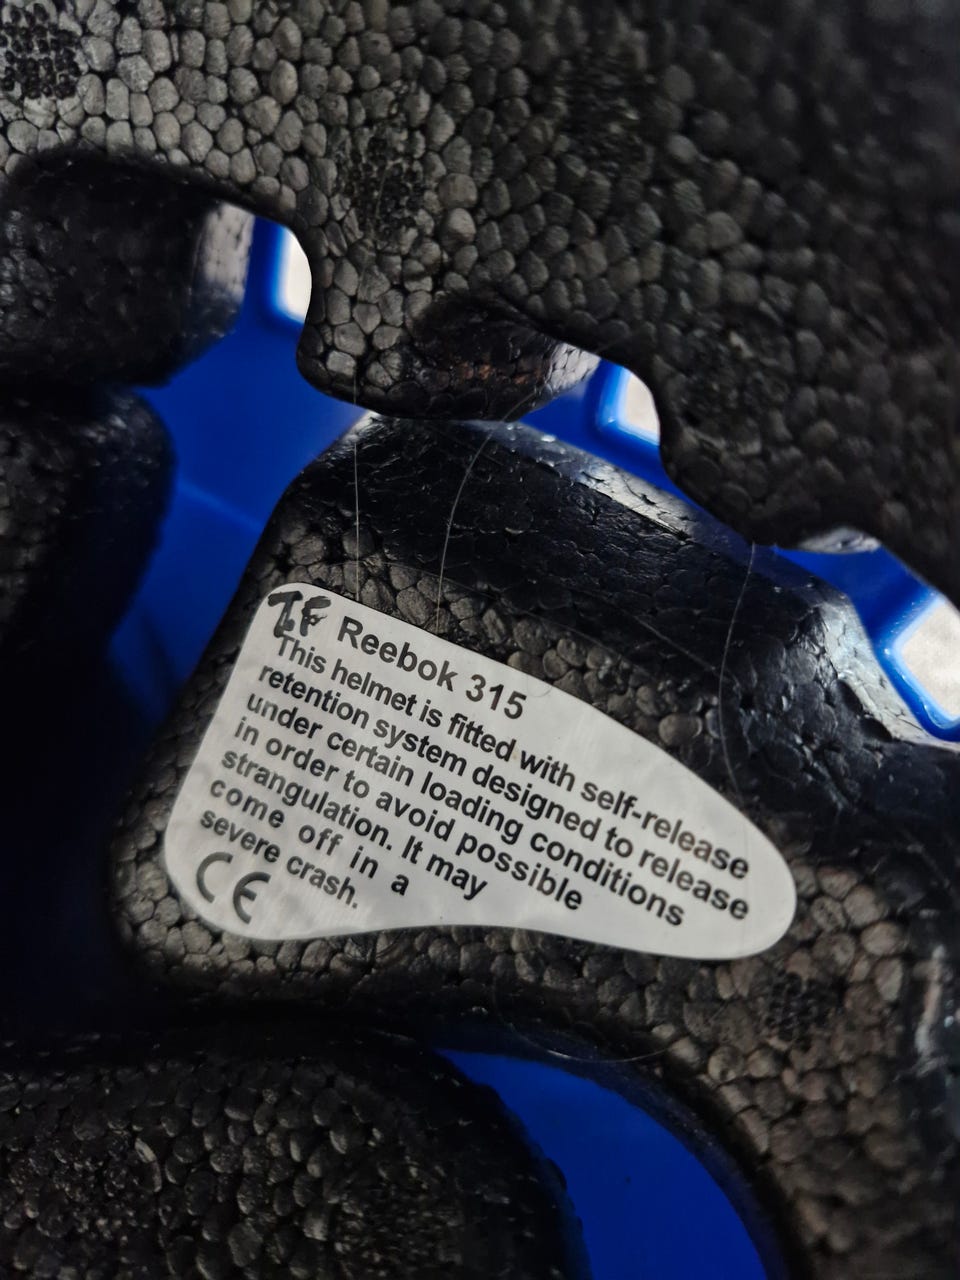 I.F Reebok 315
This helmet is fitted with self-release
retention system designed to release
under certain loading conditions
in order to avoid possible
strangulation. It may
come off in a
severe crash.
CE